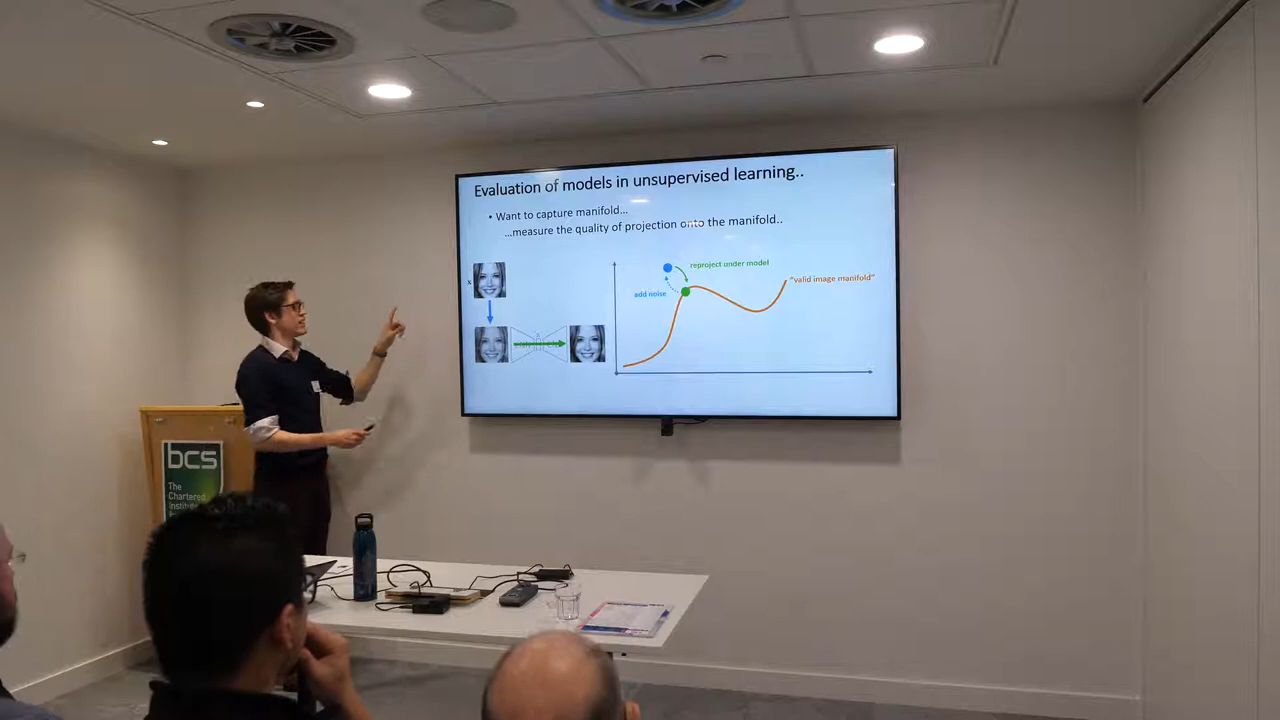 Evaluation of models in unsupervised learning..
• Want to capture manifold…
…measure the quality of projection onto the manifold..
x
reproject under model
add noise
"valid image manifold"
bcs
The
Chartered